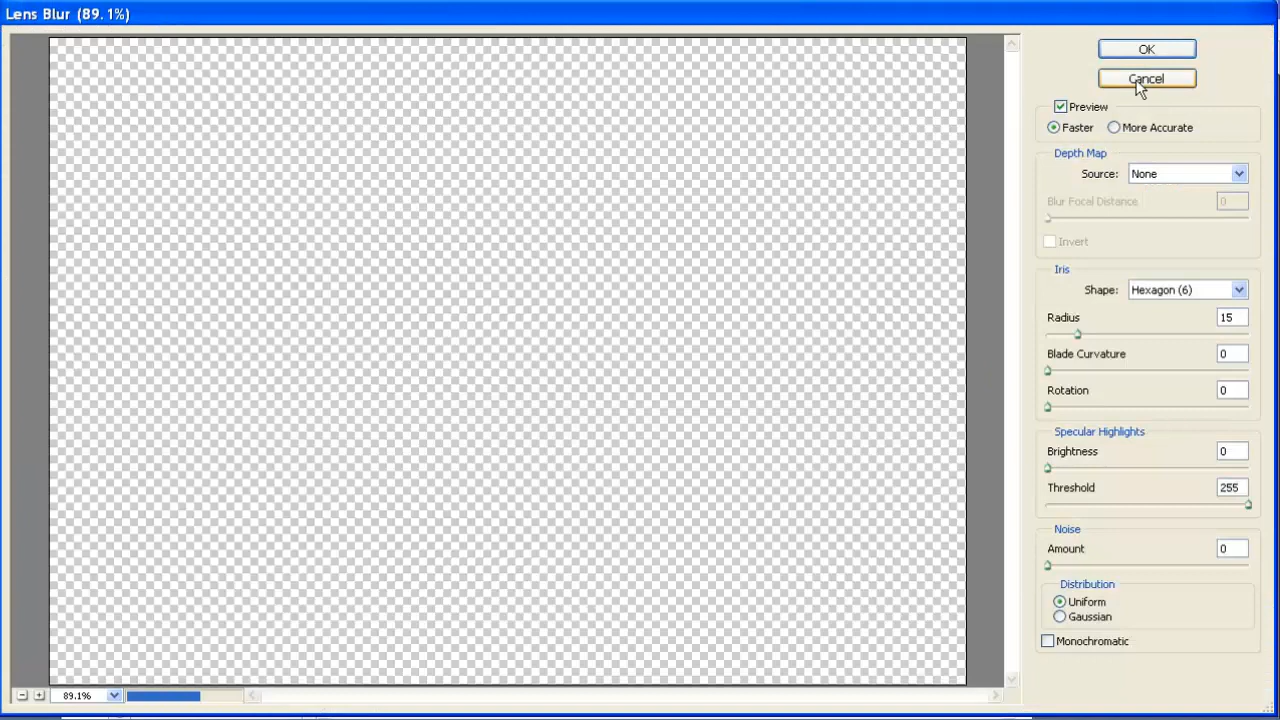 Lens Blur (89.1%)
OK
Cancel
Preview
Faster
More Accurate
Depth Map
Source: None
Blur Focal Distance 0
Invert
Iris
Shape: Hexagon (6)
Radius 15
Blade Curvature 0
Rotation 0
Specular Highlights
Brightness 0
Threshold 255
Noise
Amount 0
Distribution
Uniform
Gaussian
Monochromatic
89.1%